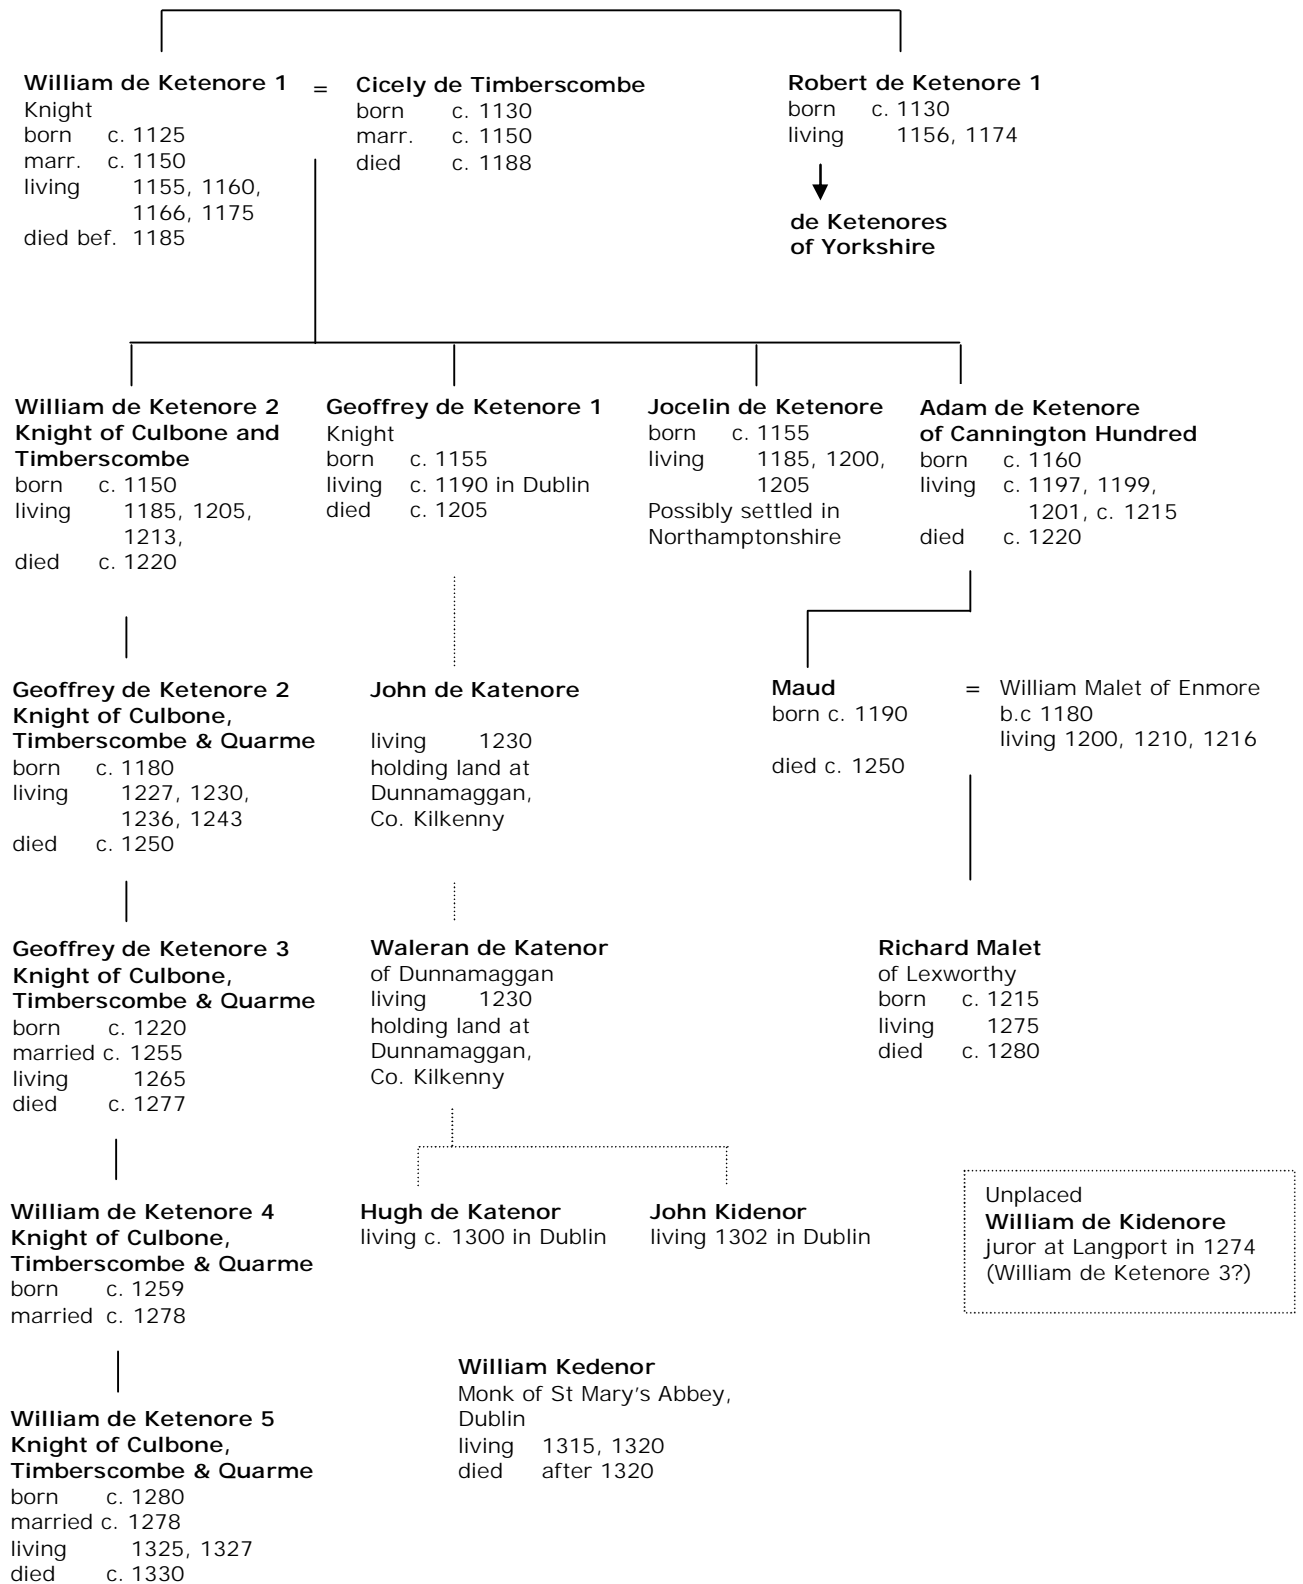 William de Ketenore 1
Knight
born c. 1125
marr. c. 1150
living 1155, 1160,
1166, 1175
died bef. 1185
=
Cicely de Timberscombe
born c. 1130
marr. c. 1150
died c. 1188
Robert de Ketenore 1
born c. 1130
living 1156, 1174
de Ketenores
of Yorkshire
William de Ketenore 2
Knight of Culbone and
Timberscombe
born c. 1150
living 1185, 1205,
1213,
died c. 1220
Geoffrey de Ketenore 1
Knight
born c. 1155
living c. 1190 in Dublin
died c. 1205
Jocelin de Ketenore
born c. 1155
living 1185, 1200,
1205
Possibly settled in
Northamptonshire
Adam de Ketenore
of Cannington Hundred
born c. 1160
living c. 1197, 1199,
1201, c. 1215
died c. 1220
Geoffrey de Ketenore 2
Knight of Culbone,
Timberscombe & Quarme
born c. 1180
living 1227, 1230,
1236, 1243
died c. 1250
John de Katenore
living 1230
holding land at
Dunnamaggan,
Co. Kilkenny
Maud
born c. 1190
died c. 1250
=
William Malet of Enmore
b.c 1180
living 1200, 1210, 1216
Geoffrey de Ketenore 3
Knight of Culbone,
Timberscombe & Quarme
born c. 1220
married c. 1255
living 1265
died c. 1277
Waleran de Katenor
of Dunnamaggan
living 1230
holding land at
Dunnamaggan,
Co. Kilkenny
Richard Malet
of Lexworthy
born c. 1215
living 1275
died c. 1280
William de Ketenore 4
Knight of Culbone,
Timberscombe & Quarme
born c. 1259
married c. 1278
Hugh de Katenor
living c. 1300 in Dublin
John Kidenor
living 1302 in Dublin
Unplaced
William de Kidenore
juror at Langport in 1274
(William de Ketenore 3?)
William de Ketenore 5
Knight of Culbone,
Timberscombe & Quarme
born c. 1280
married c. 1278
living 1325, 1327
died c. 1330
William Kedenor
Monk of St Mary's Abbey,
Dublin
living 1315, 1320
died after 1320